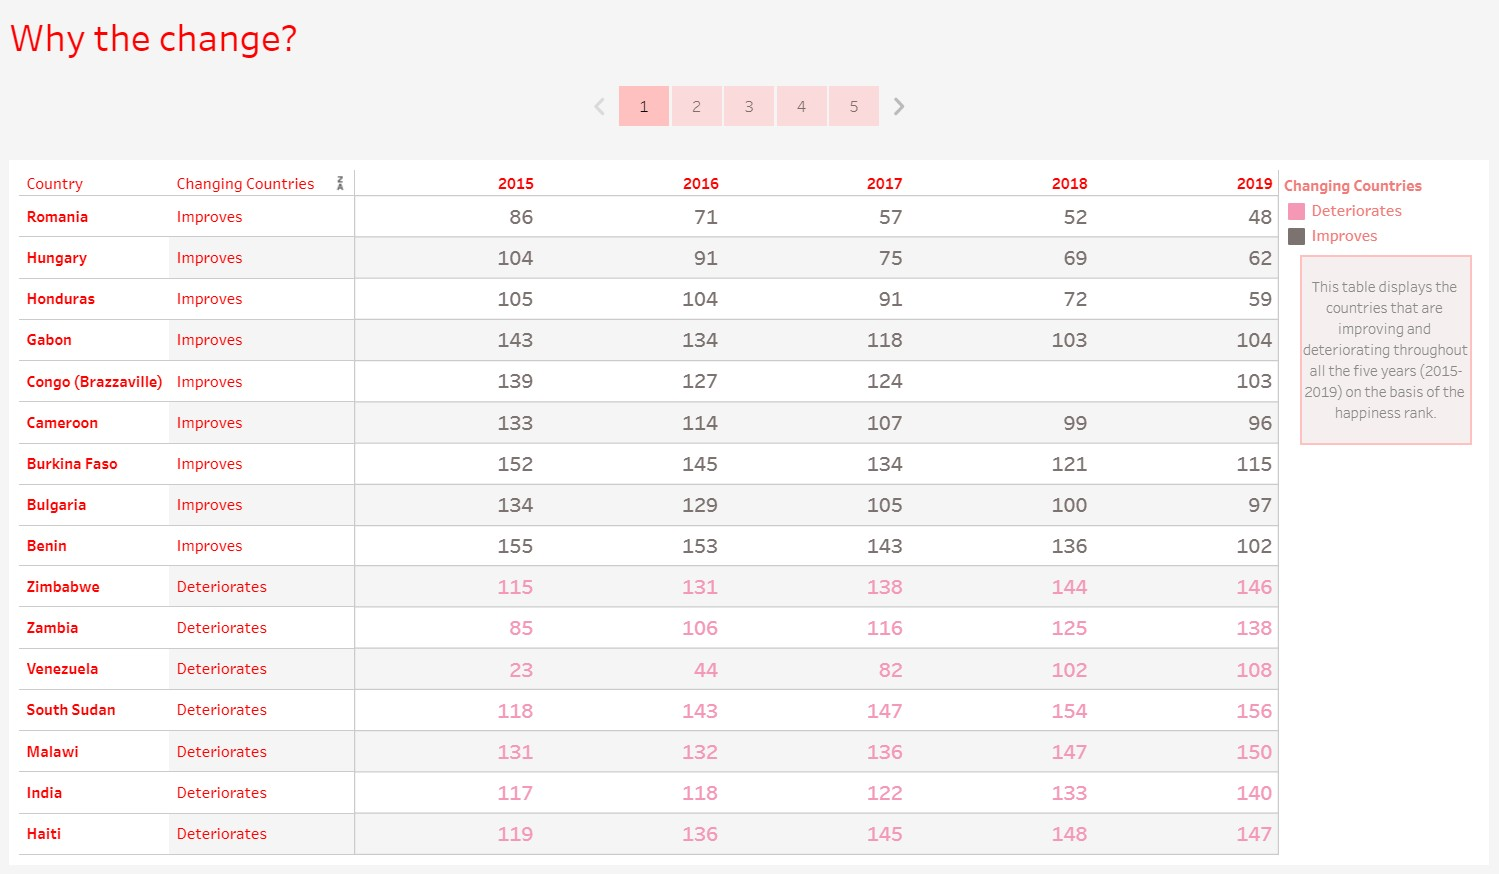 Why the change?
1 2 3 4 5
Country Changing Countries 2015 2016 2017 2018 2019
Romania Improves 86 71 57 52 48
Hungary Improves 104 91 75 69 62
Honduras Improves 105 104 91 72 59
Gabon Improves 143 134 118 103 104
Congo (Brazzaville) Improves 139 127 124 103
Cameroon Improves 133 114 107 99 96
Burkina Faso Improves 152 145 134 121 115
Bulgaria Improves 134 129 105 100 97
Benin Improves 155 153 143 136 102
Zimbabwe Deteriorates 115 131 138 144 146
Zambia Deteriorates 85 106 116 125 138
Venezuela Deteriorates 23 44 82 102 108
South Sudan Deteriorates 118 143 147 154 156
Malawi Deteriorates 131 132 136 147 150
India Deteriorates 117 118 122 133 140
Haiti Deteriorates 119 136 145 148 147
Changing Countries
Deteriorates
Improves
This table displays the
countries that are
improving and
deteriorating throughout
all the five years (2015-
2019) on the basis of the
happiness rank.